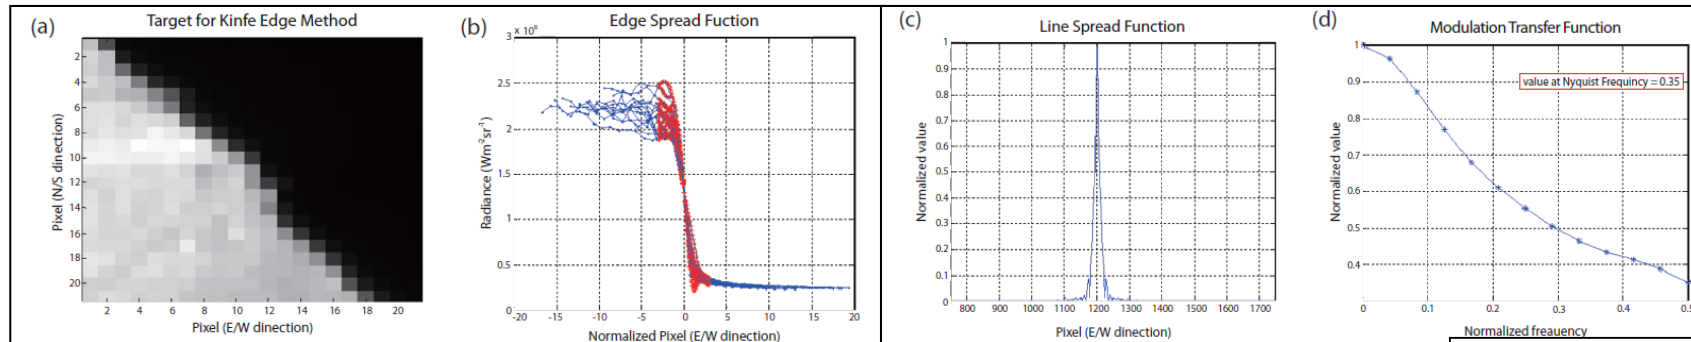 (a)
Target for Kinfe Edge Method
Pixel (N/S dinection)
2
4
6
8
10
12
14
16
18
20
2 4 6 8 10 12 14 16 18 20
Pixel (E/W direction)
(b)
Edge Spread Fuction
x 10⁸
Radiance (Wm⁻²sr⁻¹)
3
2.5
2
1.5
1
0.5
0
-20 -15 -10 -5 0 5 10 15 20
Normalized Pixel (E/W direction)
(c)
Line Spread Function
Normalized value
1
0.9
0.8
0.7
0.6
0.5
0.4
0.3
0.2
0.1
0
800 900 1000 1100 1200 1300 1400 1500 1600 1700
Pixel (E/W direction)
(d)
Modulation Transfer Function
value at Nyquist Frequincy = 0.35
Normalized value
1
0.9
0.8
0.7
0.6
0.5
0.4
0 0.1 0.2 0.3 0.4 0.5
Normalized freauency